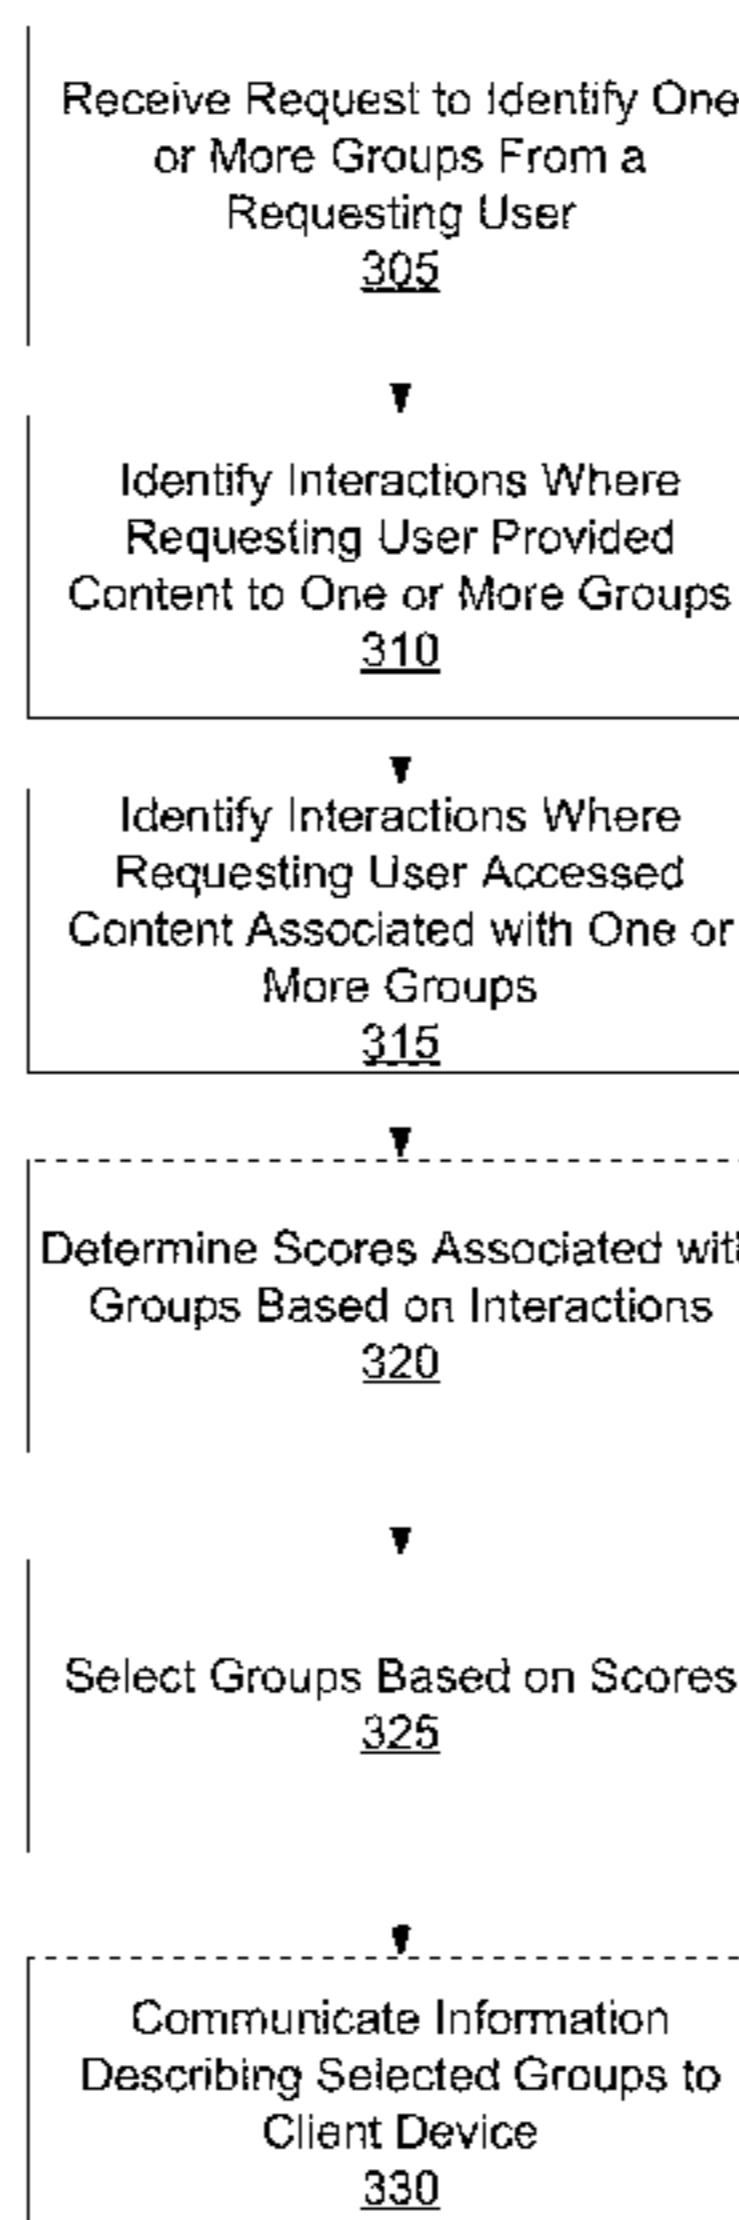 Receive Request to Identify One
or More Groups From a
Requesting User
305
Identify Interactions Where
Requesting User Provided
Content to One or More Groups
310
Identify Interactions Where
Requesting User Accessed
Content Associated with One or
More Groups
315
Determine Scores Associated wit
Groups Based on Interactions
320
Select Groups Based on Scores
325
Communicate Information
Describing Selected Groups to
Client Device
330